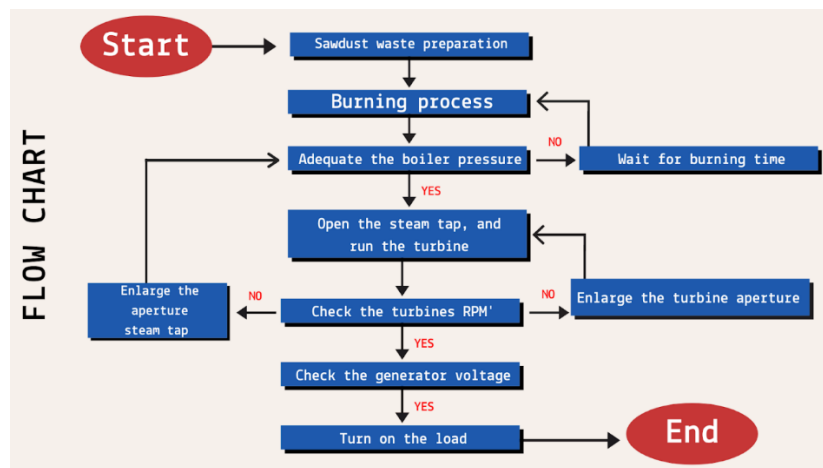 FLOW CHART
Start
Sawdust waste preparation
Burning process
Adequate the boiler pressure
NO
Wait for burning time
YES
Open the steam tap, and
run the turbine
Enlarge the
aperture
steam tap
NO
Check the turbines RPM'
NO
Enlarge the turbine aperture
YES
Check the generator voltage
YES
Turn on the load
End